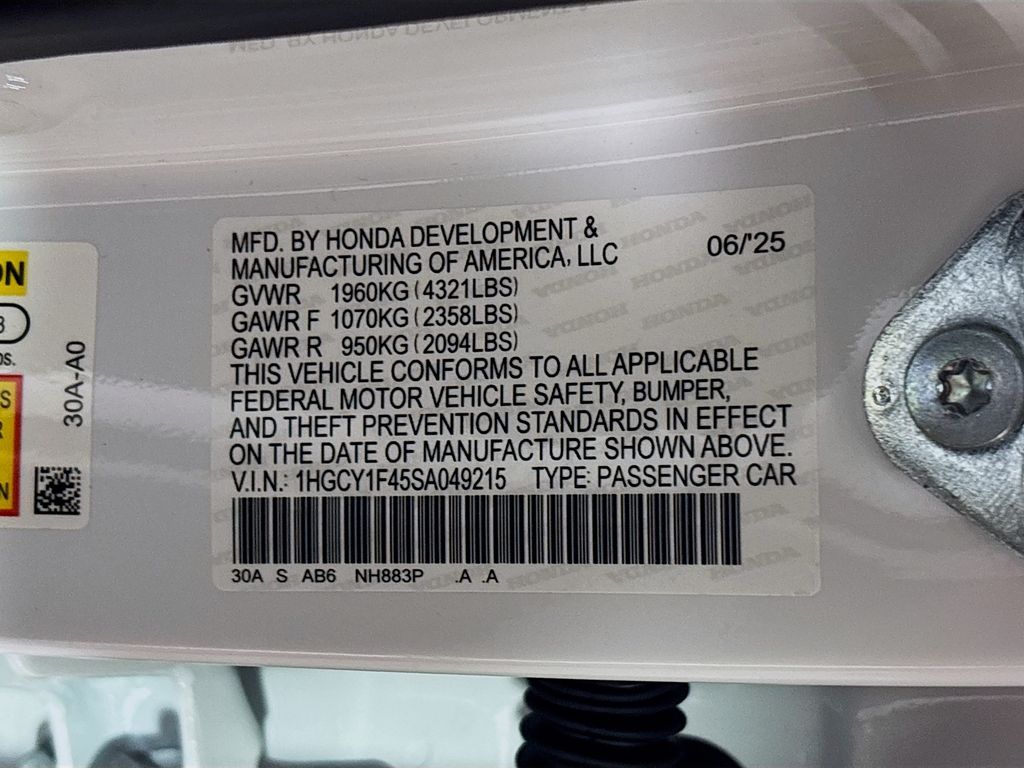 MFD. BY HONDA DEVELOPMENT &
MANUFACTURING OF AMERICA, LLC
06/'25
GVWR 1960KG (4321LBS)
GAWR F 1070KG (2358LBS)
GAWR R 950KG (2094LBS)
THIS VEHICLE CONFORMS TO ALL APPLICABLE
FEDERAL MOTOR VEHICLE SAFETY, BUMPER,
AND THEFT PREVENTION STANDARDS IN EFFECT
ON THE DATE OF MANUFACTURE SHOWN ABOVE.
V.I.N.: 1HGCY1F45SA049215 TYPE: PASSENGER CAR
30A S AB6 NH883P .A .A
30A-A0